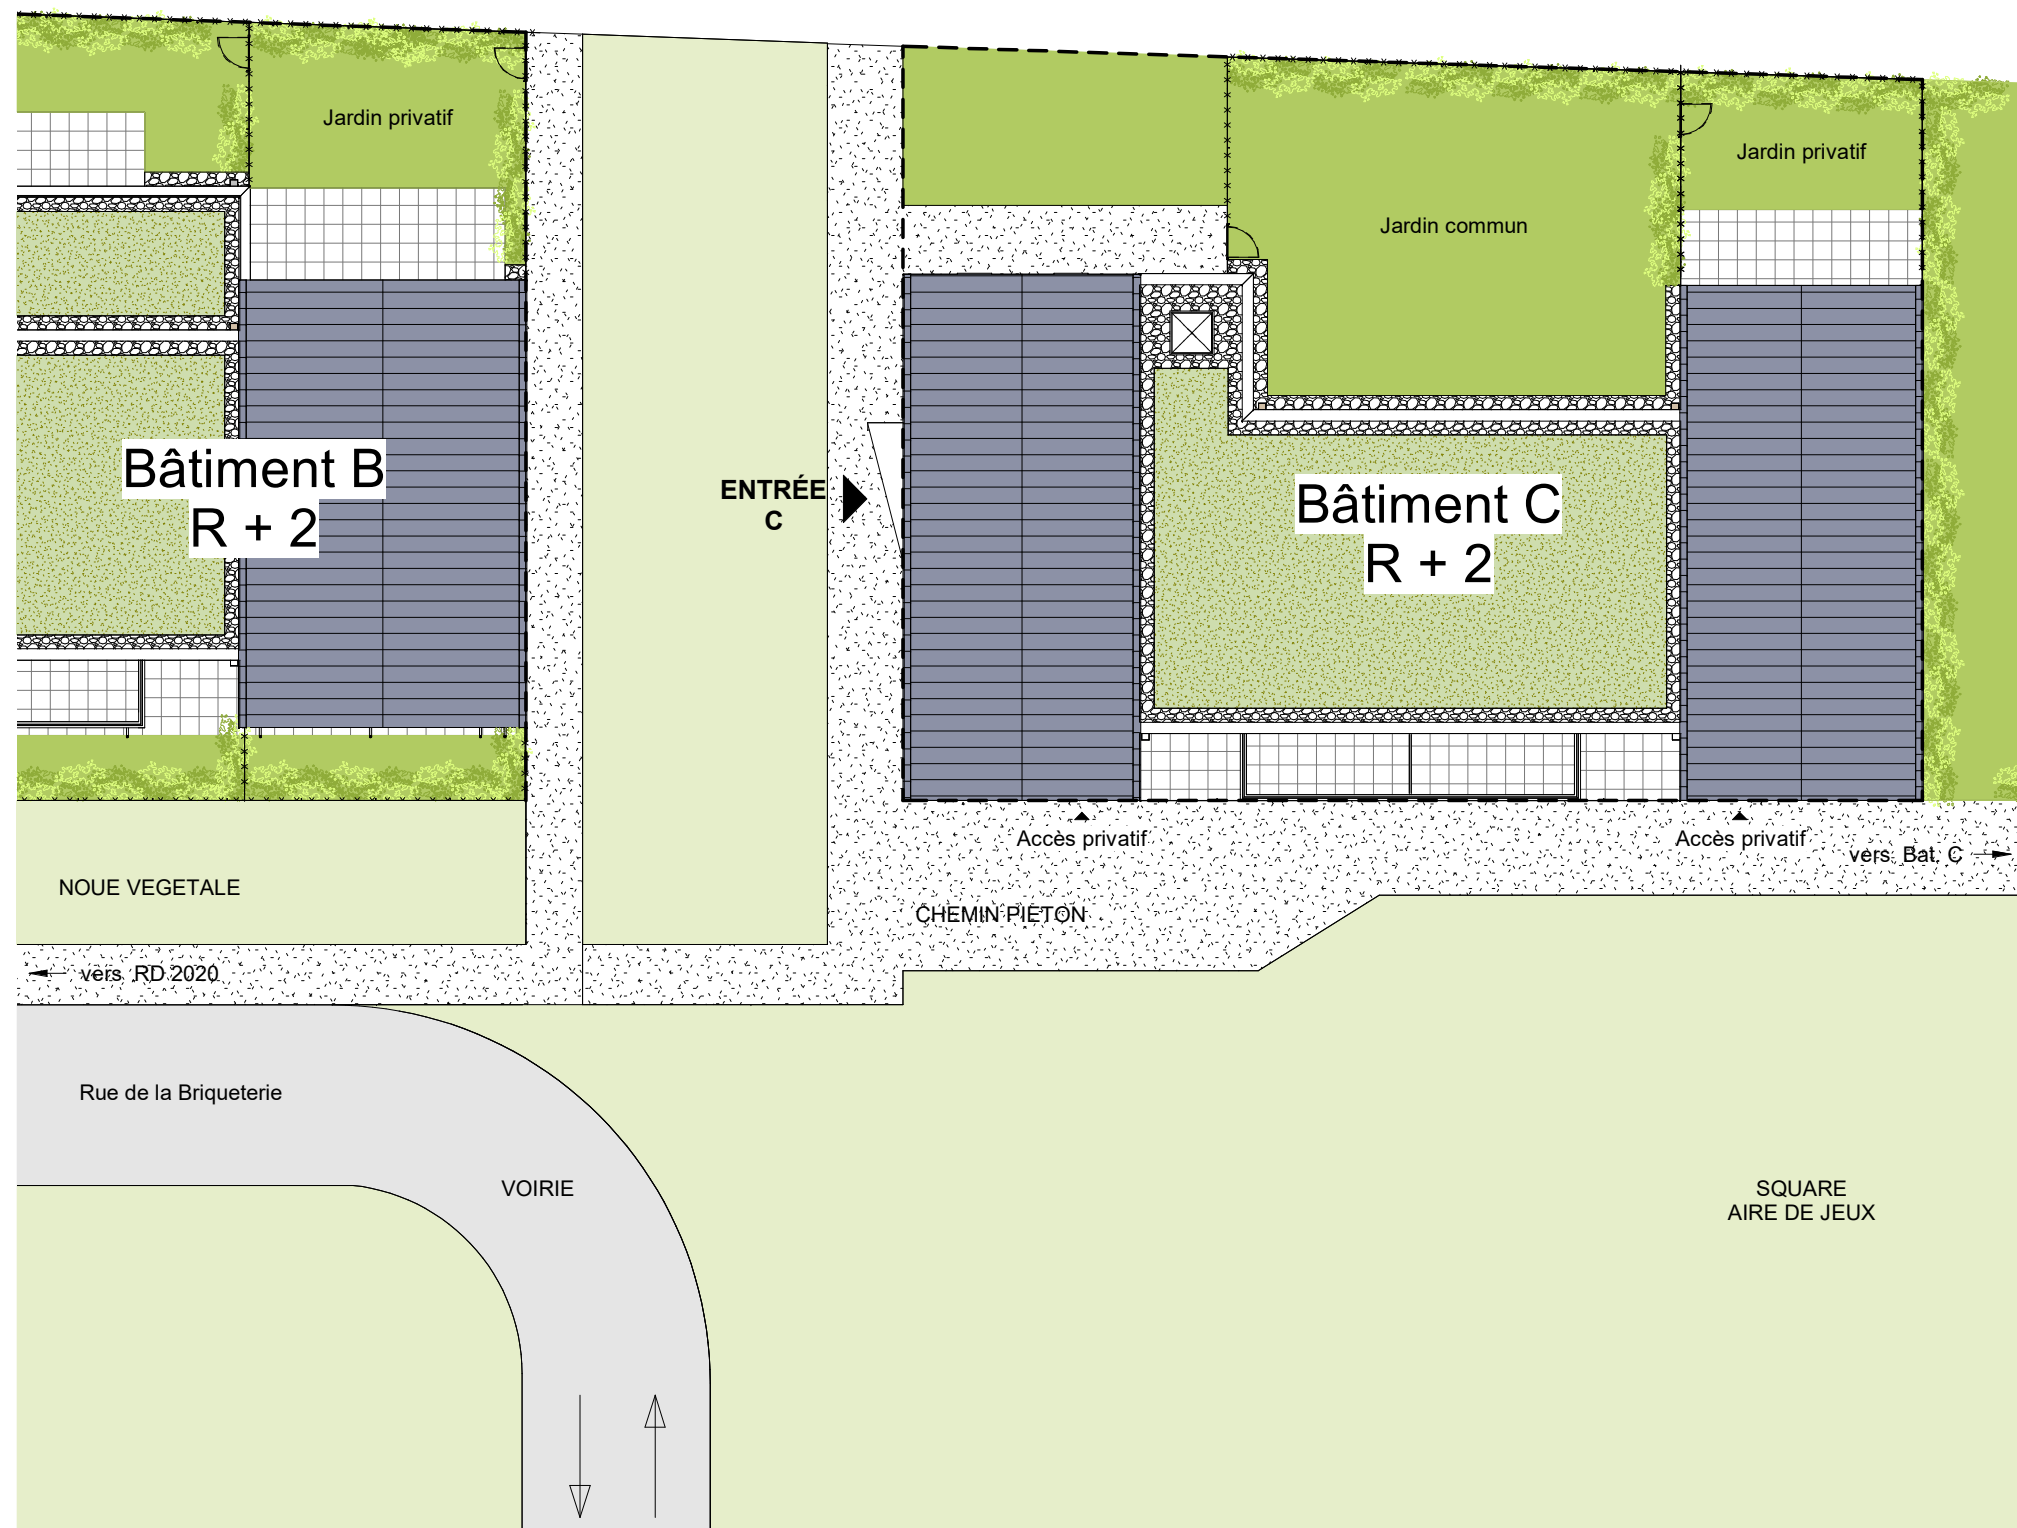 Jardin privatif
Jardin privatif
Jardin commun
Bâtiment B
R + 2
ENTRÉE
C
Bâtiment C
R + 2
Accès privatif
Accès privatif
vers Bat. C
NOUE VEGETALE
CHEMIN PIETON
vers RD 2020
Rue de la Briqueterie
VOIRIE
SQUARE
AIRE DE JEUX